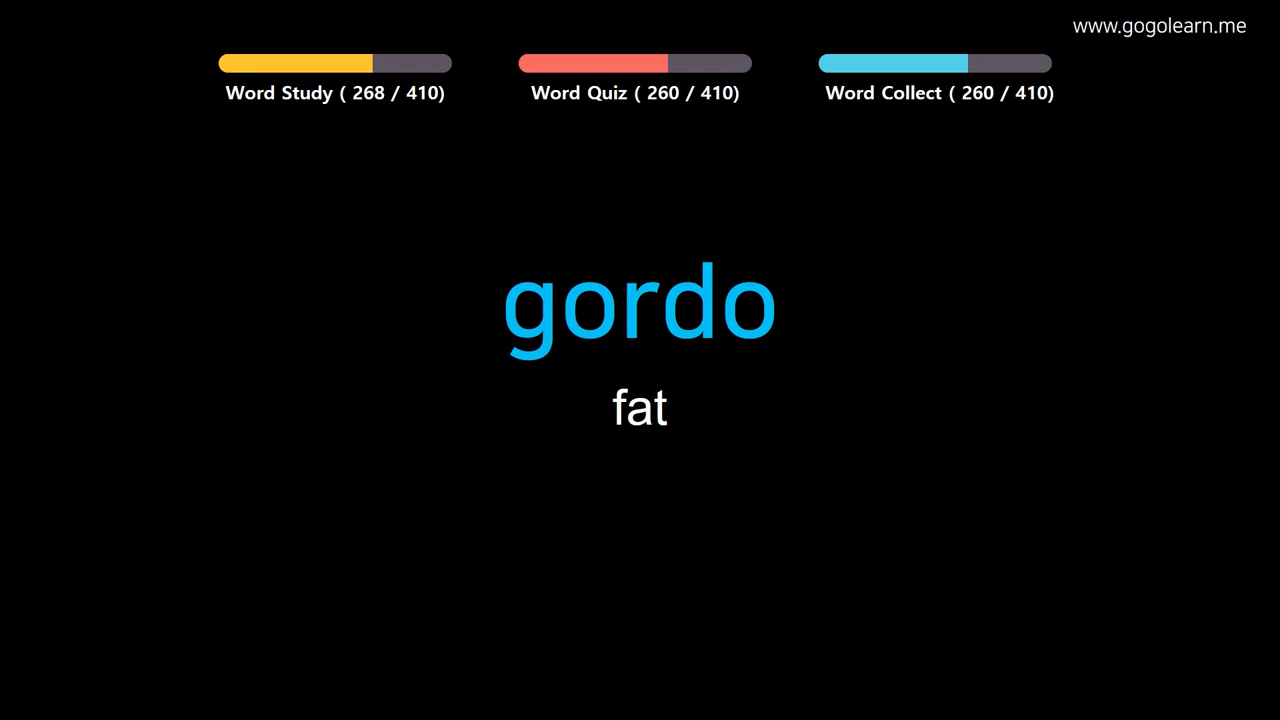 www.gogolearn.me
Word Study ( 268 / 410)
Word Quiz ( 260 / 410)
Word Collect ( 260 / 410)
gordo
fat